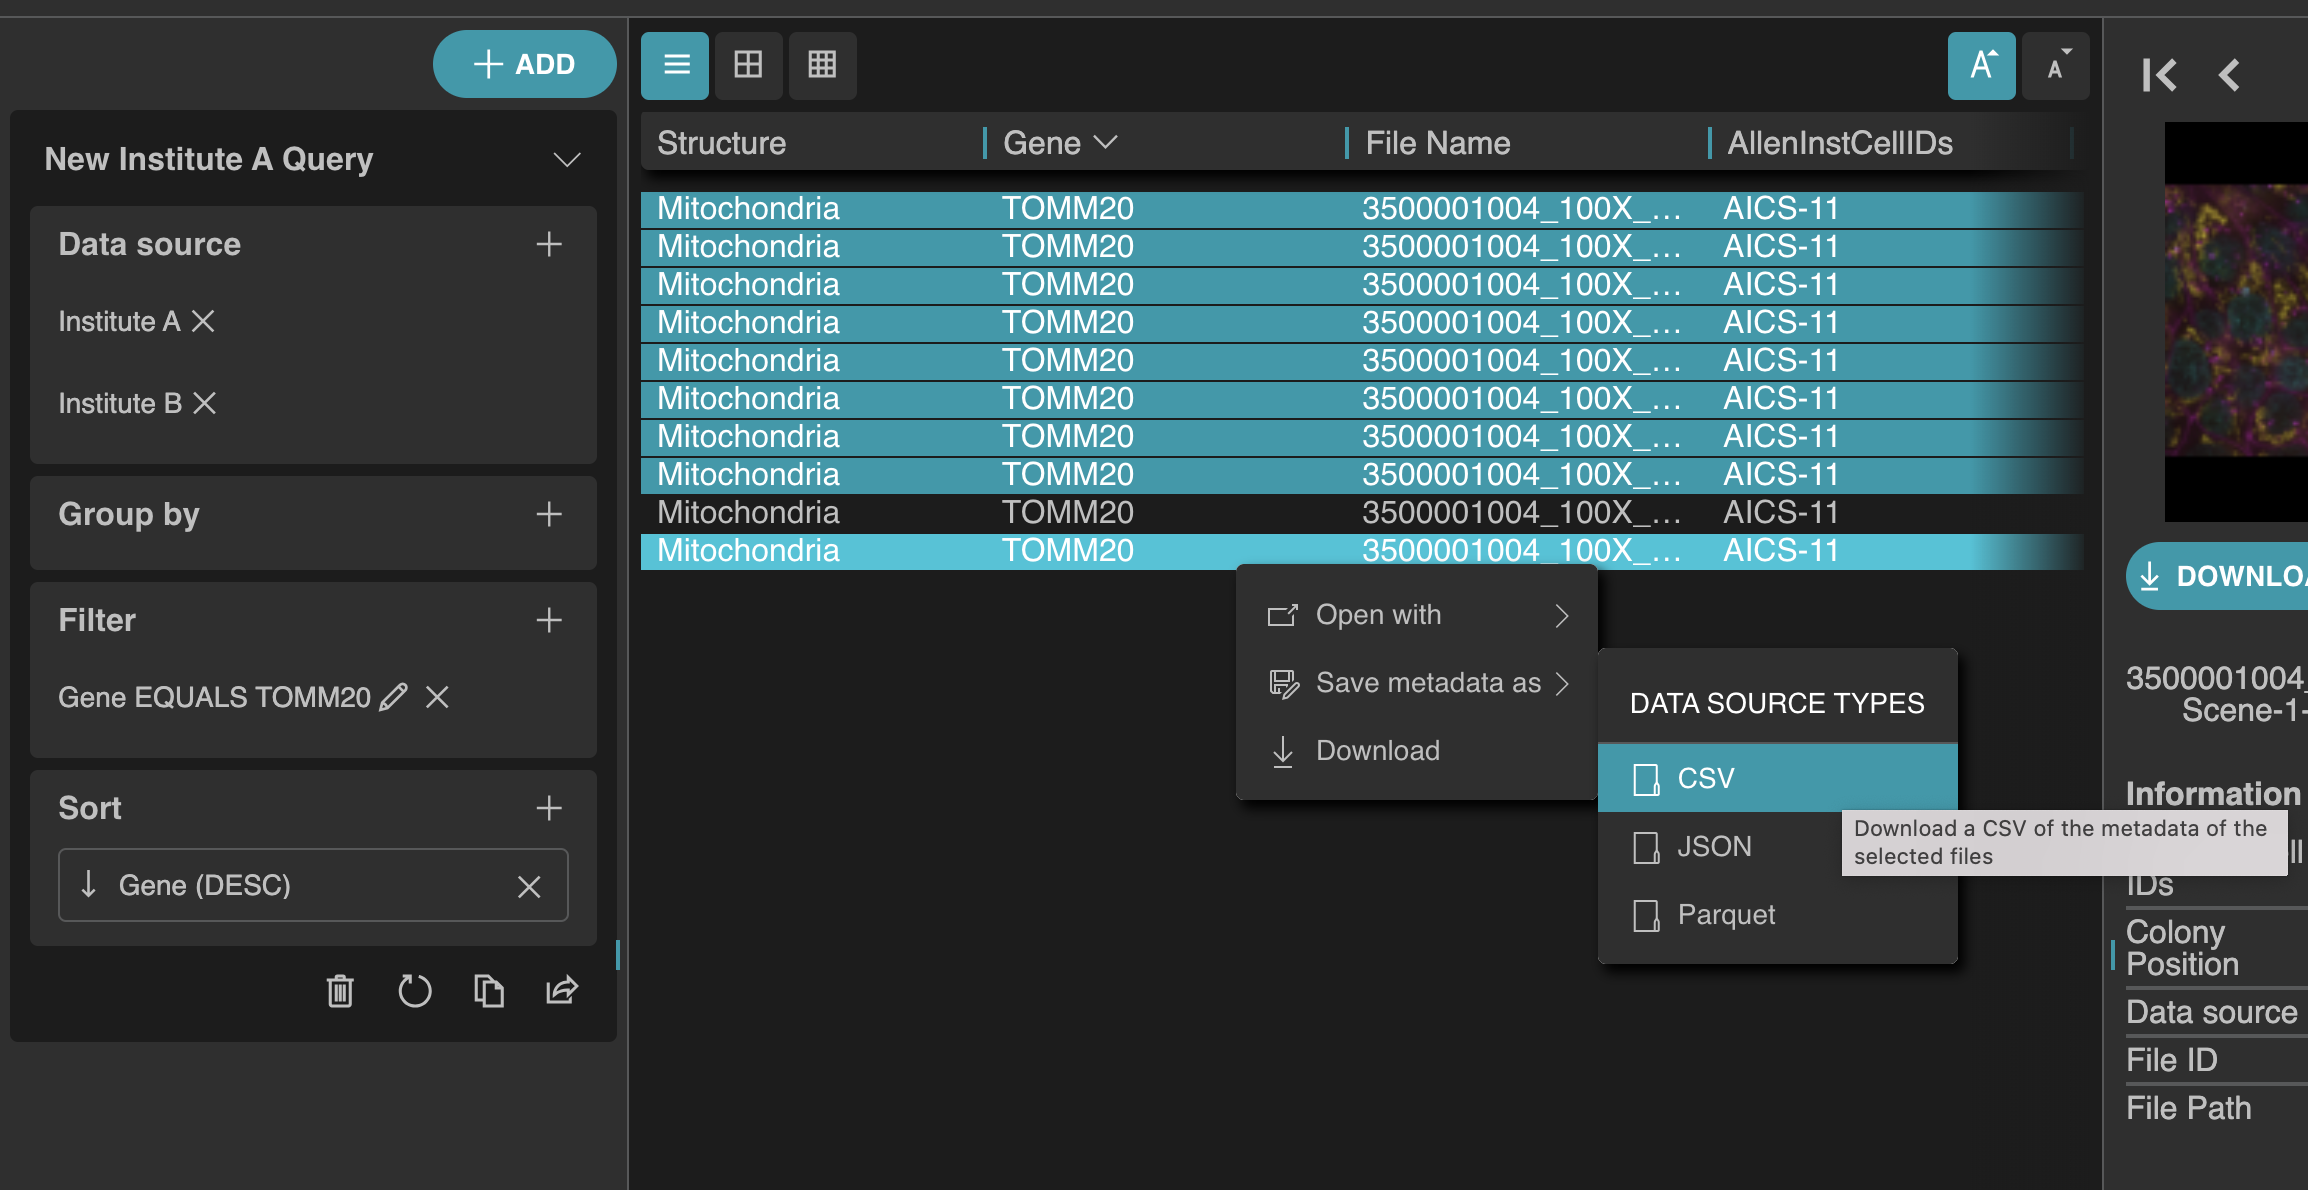 ADD
New Institute A Query
Data source
Institute A
Institute B
Group by
Filter
Gene EQUALS TOMM20
Sort
Gene (DESC)
A A
Structure Gene File Name AllenInstCellIDs
Mitochondria TOMM20 3500001004_100X_... AICS-11
Mitochondria TOMM20 3500001004_100X_... AICS-11
Mitochondria TOMM20 3500001004_100X_... AICS-11
Mitochondria TOMM20 3500001004_100X_... AICS-11
Mitochondria TOMM20 3500001004_100X_... AICS-11
Mitochondria TOMM20 3500001004_100X_... AICS-11
Mitochondria TOMM20 3500001004_100X_... AICS-11
Mitochondria TOMM20 3500001004_100X_... AICS-11
Mitochondria TOMM20 3500001004_100X_... AICS-11
Mitochondria TOMM20 3500001004_100X_... AICS-11
Open with
Save metadata as
Download
DATA SOURCE TYPES
CSV
JSON
Parquet
Download a CSV of the metadata of the
selected files
DOWNLOA
3500001004_
Scene-1-
Information
IDs
Colony
Position
Data source
File ID
File Path